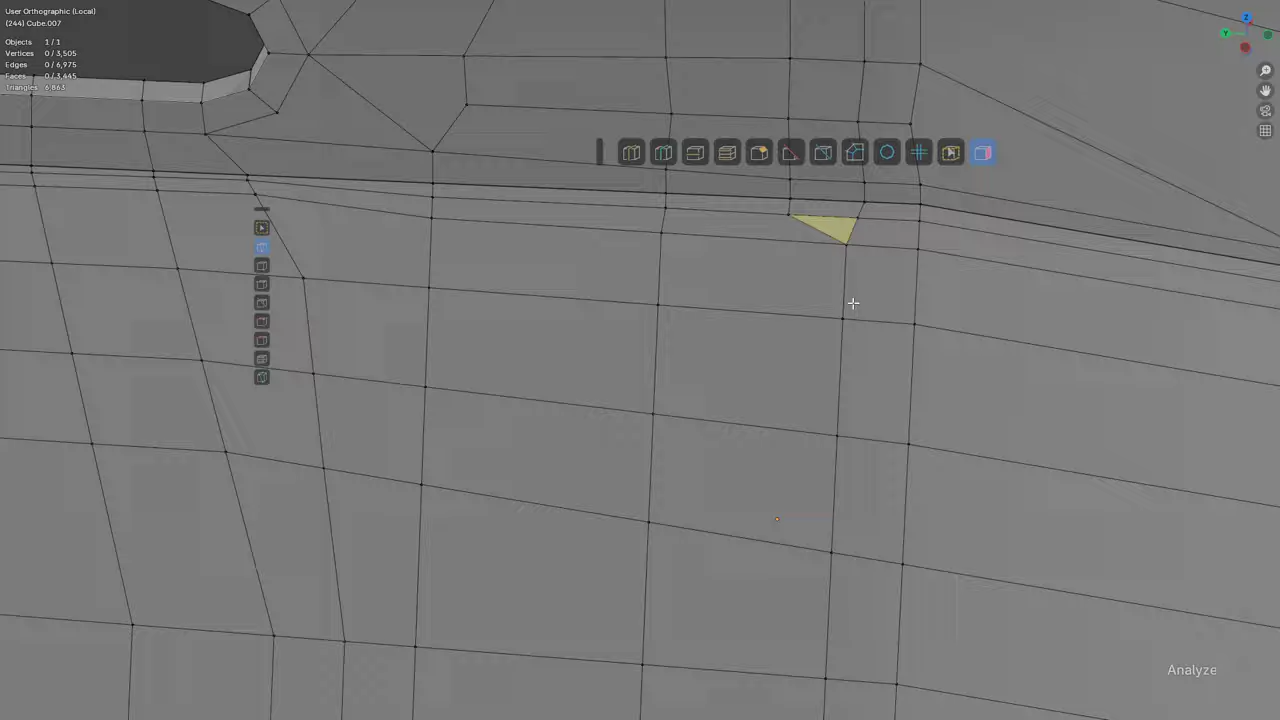 User Orthographic (Local)
(244) Cube.007
Objects 1/1
Vertices 0/3,505
Edges 0/6,975
Faces 0/3,445
Triangles 6,863
Z
Y
Analyze